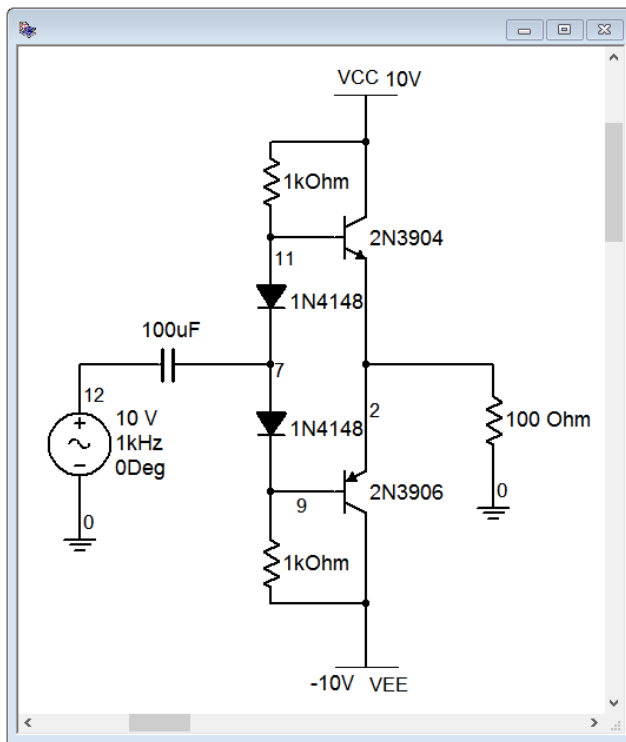 VCC 10V
1kOhm
2N3904
11
1N4148
100uF
7
12
2
10 V
1kHz
0Deg
1N4148
100 Ohm
9
2N3906
0
0
1kOhm
-10V VEE